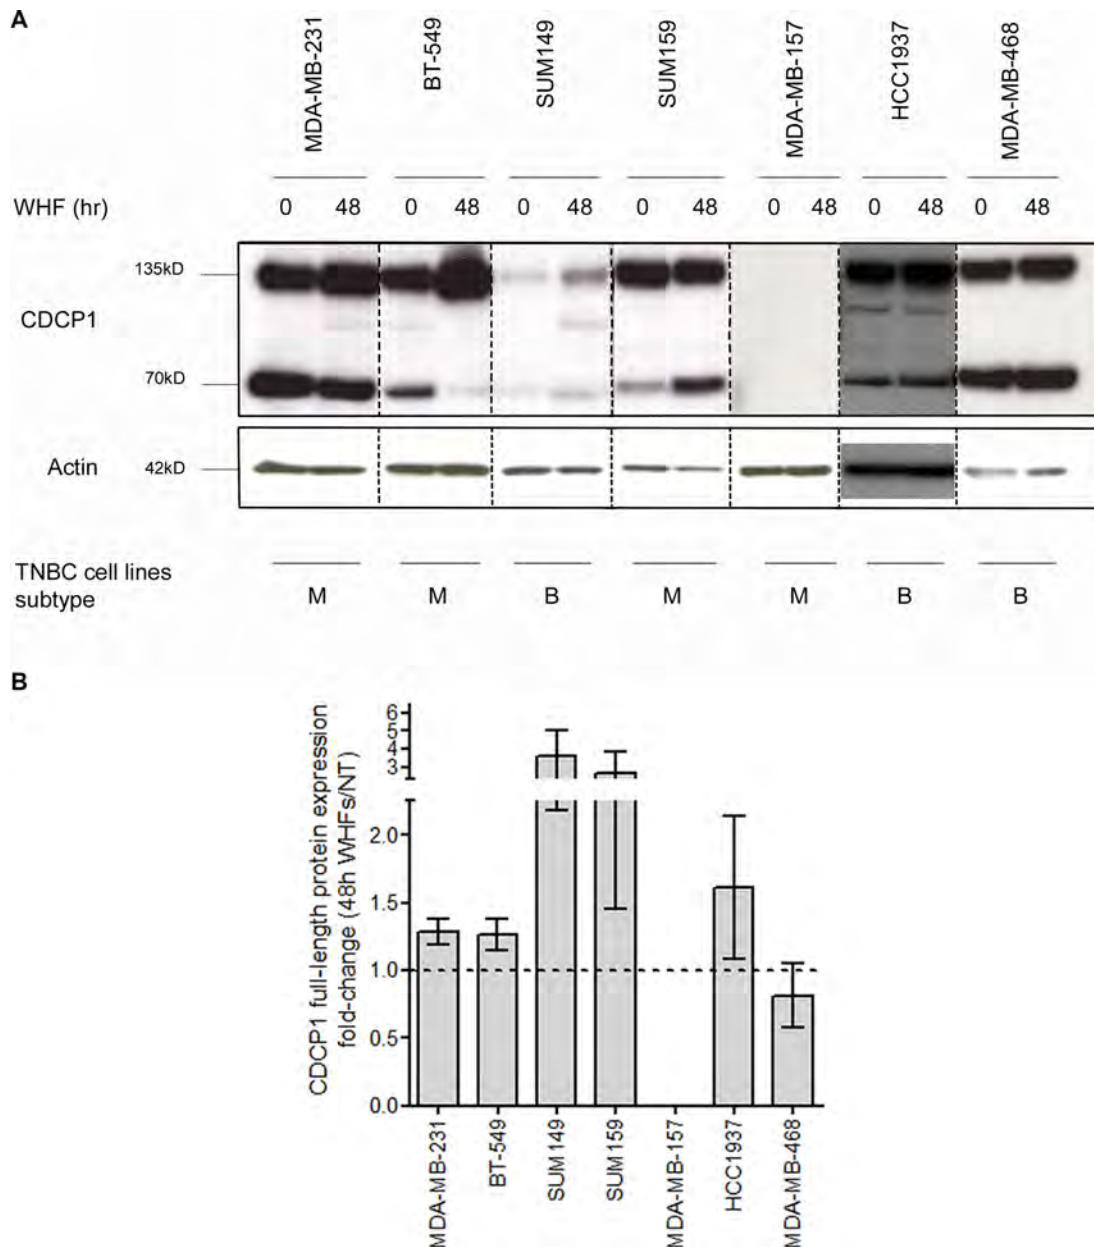 A
MDA-MB-231 BT-549 SUM149 SUM159 MDA-MB-157 HCC1937 MDA-MB-468
WHF (hr) 0 48 0 48 0 48 0 48 0 48 0 48 0 48
135kD
CDCP1
70kD
Actin 42kD
TNBC cell lines
subtype
M M B M M B B
B
CDCP1 full-length protein expression
fold-change (48h WHFs/NT)
6
5
4
3
2.0
1.5
1.0
0.5
0.0
MDA-MB-231 BT-549 SUM149 SUM159 MDA-MB-157 HCC1937 MDA-MB-468